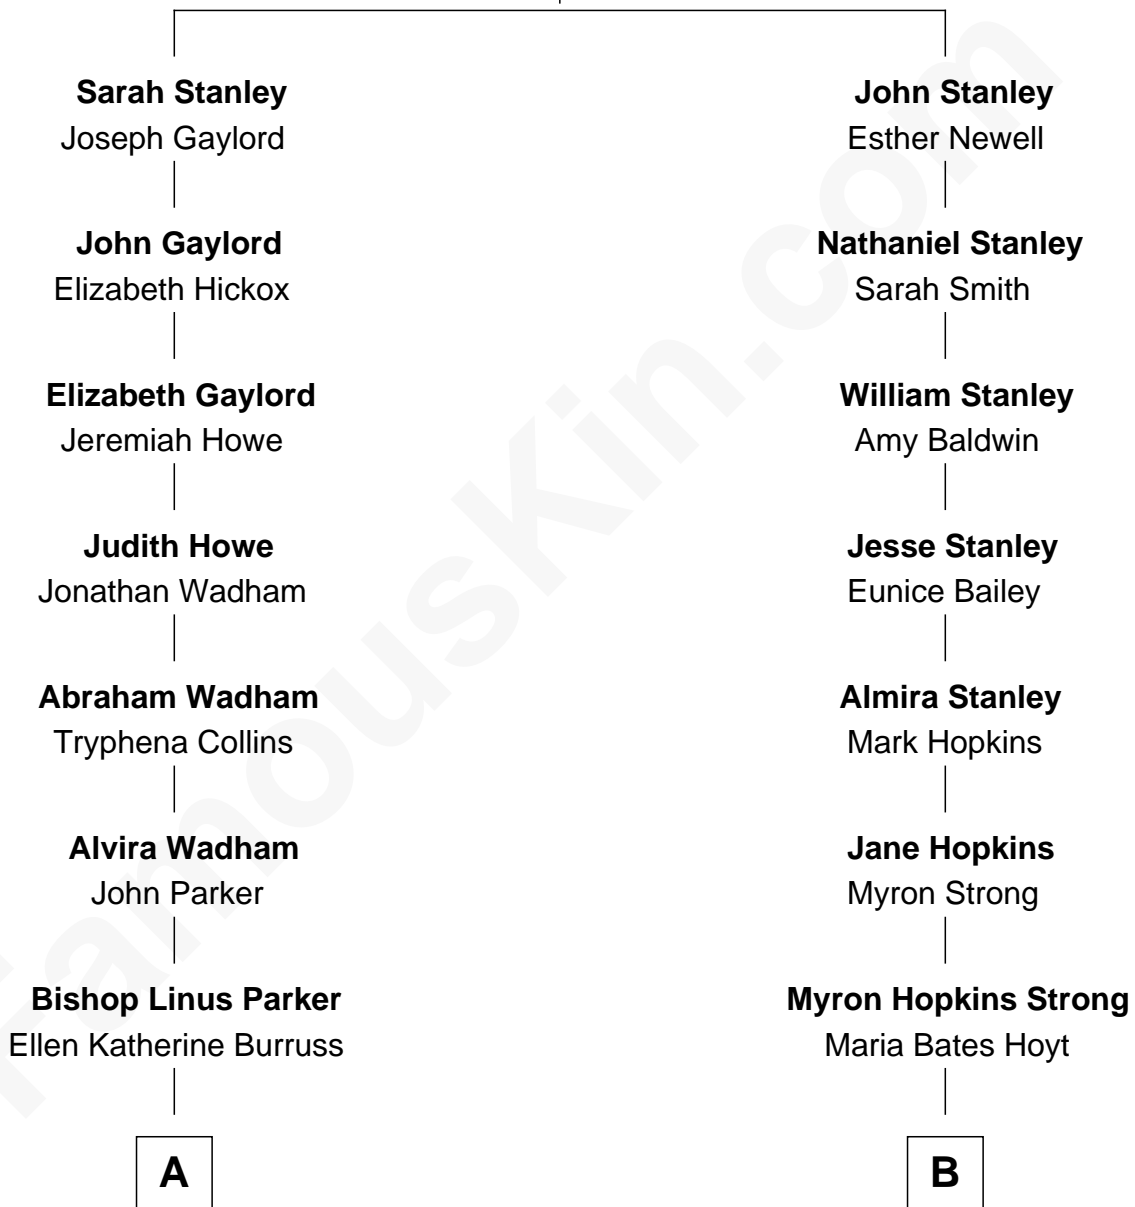 Sarah Stanley
Joseph Gaylord
John Gaylord
Elizabeth Hickox
Elizabeth Gaylord
Jeremiah Howe
Judith Howe
Jonathan Wadham
Abraham Wadham
Tryphena Collins
Alvira Wadham
John Parker
Bishop Linus Parker
Ellen Katherine Burruss
A
John Stanley
Esther Newell
Nathaniel Stanley
Sarah Smith
William Stanley
Amy Baldwin
Jesse Stanley
Eunice Bailey
Almira Stanley
Mark Hopkins
Jane Hopkins
Myron Strong
Myron Hopkins Strong
Maria Bates Hoyt
B
FamousKin.com